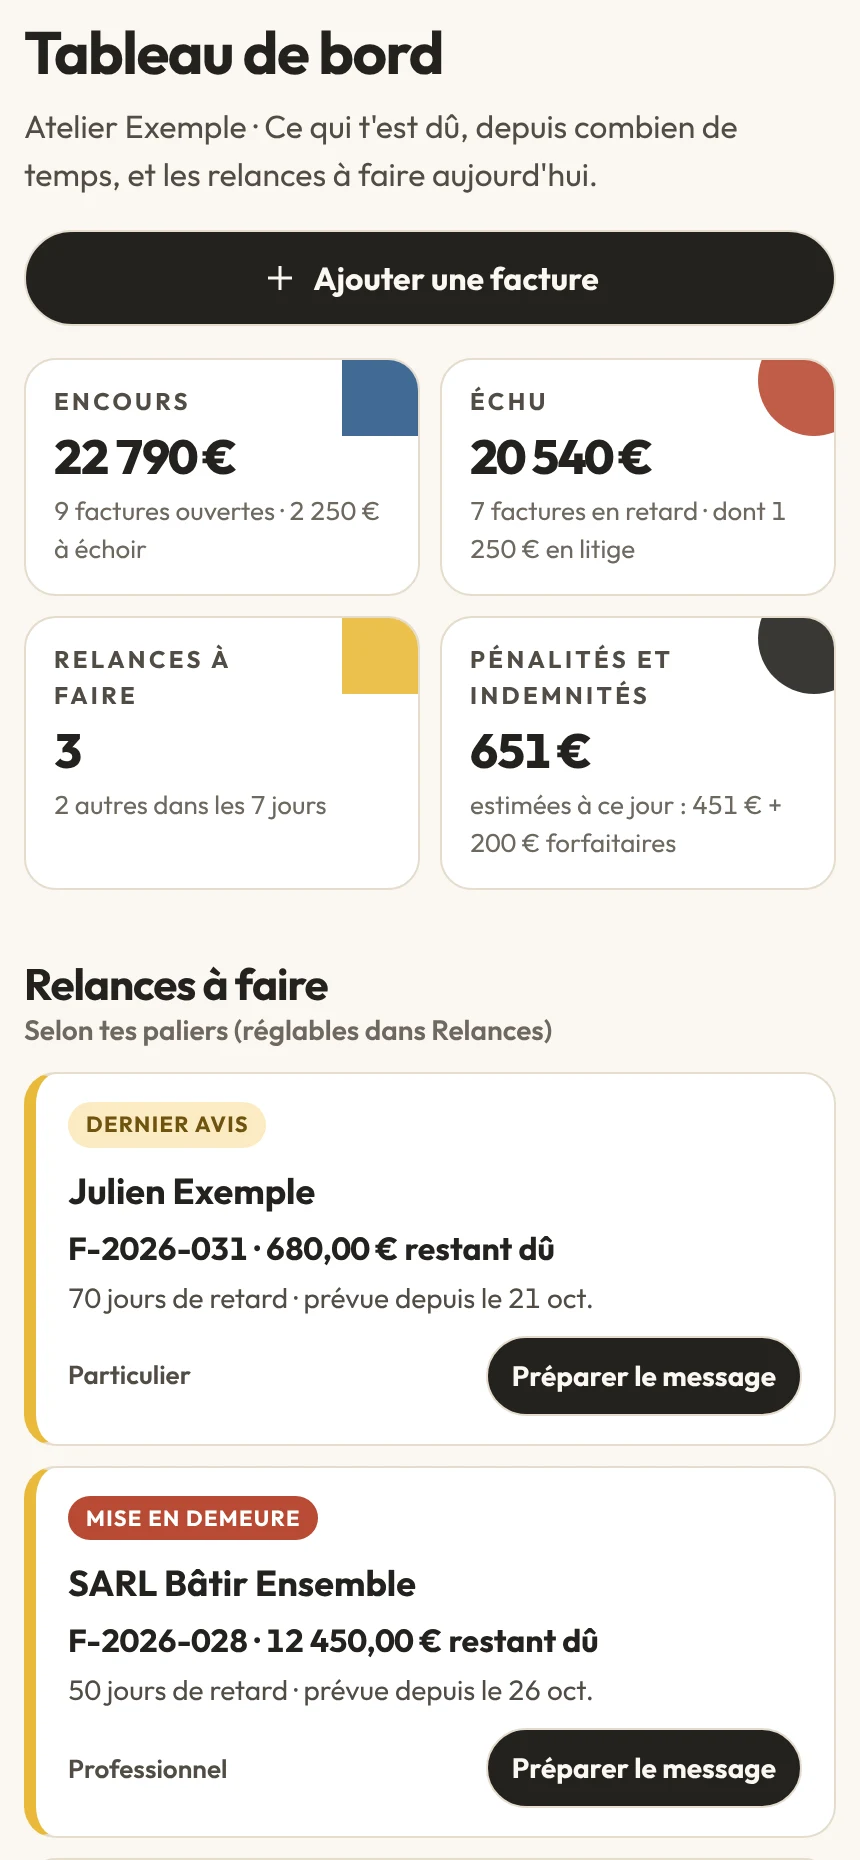 Tableau de bord
Atelier Exemple · Ce qui t'est dû, depuis combien de
temps, et les relances à faire aujourd'hui.
+ Ajouter une facture
ENCOURS
22 790 €
9 factures ouvertes · 2 250 €
à échoir
ÉCHU
20 540 €
7 factures en retard · dont 1
250 € en litige
RELANCES À
FAIRE
3
2 autres dans les 7 jours
PÉNALITÉS ET
INDEMNITÉS
651 €
estimées à ce jour : 451 € +
200 € forfaitaires
Relances à faire
Selon tes paliers (réglables dans Relances)
DERNIER AVIS
Julien Exemple
F-2026-031 · 680,00 € restant dû
70 jours de retard · prévue depuis le 21 oct.
Particulier
Préparer le message
MISE EN DEMEURE
SARL Bâtir Ensemble
F-2026-028 · 12 450,00 € restant dû
50 jours de retard · prévue depuis le 26 oct.
Professionnel
Préparer le message